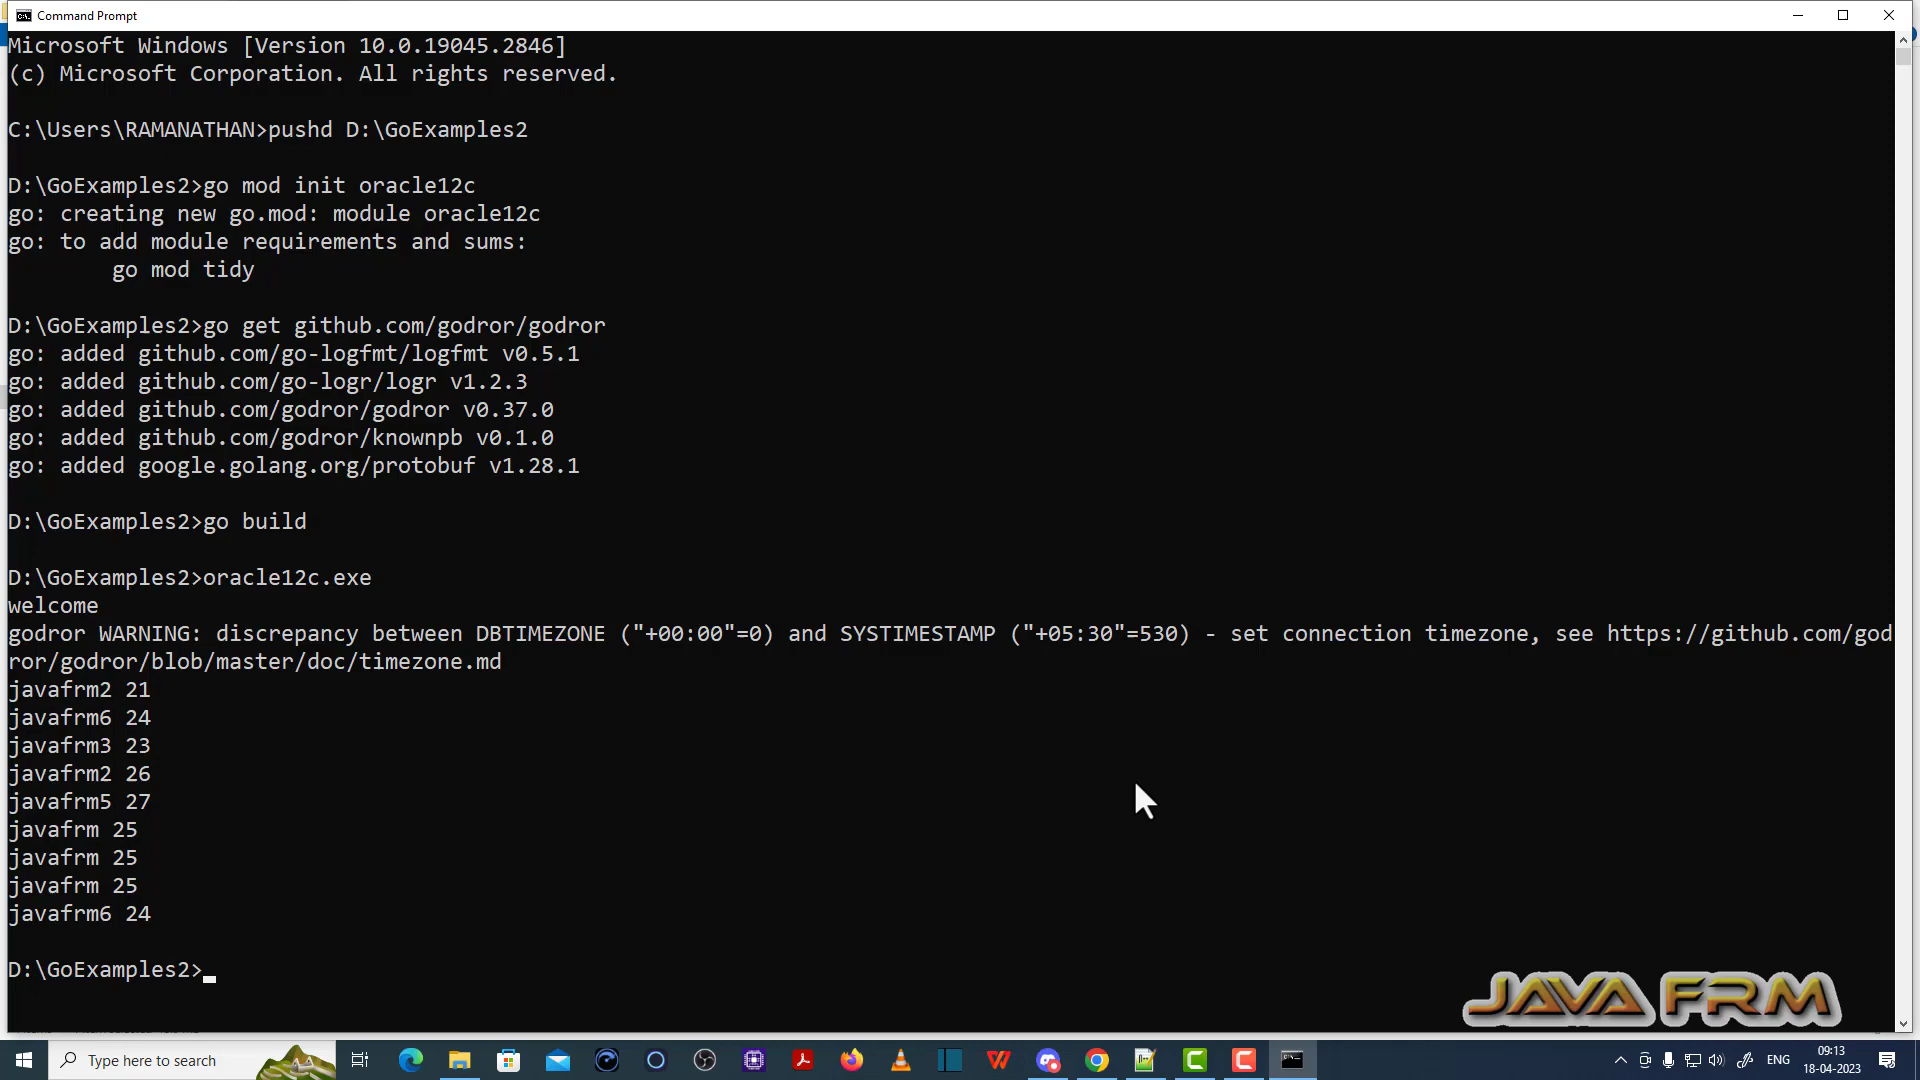 Command Prompt
Microsoft Windows [Version 10.0.19045.2846]
(c) Microsoft Corporation. All rights reserved.
C:\Users\RAMANATHAN>pushd D:\GoExamples2
D:\GoExamples2>go mod init oracle12c
go: creating new go.mod: module oracle12c
go: to add module requirements and sums:
go mod tidy
D:\GoExamples2>go get github.com/godror/godror
go: added github.com/go-logfmt/logfmt v0.5.1
go: added github.com/go-logr/logr v1.2.3
go: added github.com/godror/godror v0.37.0
go: added github.com/godror/knownpb v0.1.0
go: added google.golang.org/protobuf v1.28.1
D:\GoExamples2>go build
D:\GoExamples2>oracle12c.exe
welcome
godror WARNING: discrepancy between DBTIMEZONE ("+00:00"=0) and SYSTIMESTAMP ("+05:30"=530) - set connection timezone, see https://github.com/god
ror/godror/blob/master/doc/timezone.md
javafrm2 21
javafrm6 24
javafrm3 23
javafrm2 26
javafrm5 27
javafrm 25
javafrm 25
javafrm 25
javafrm6 24
D:\GoExamples2>
JAVA FRM
Type here to search
ENG
09:13
18-04-2023